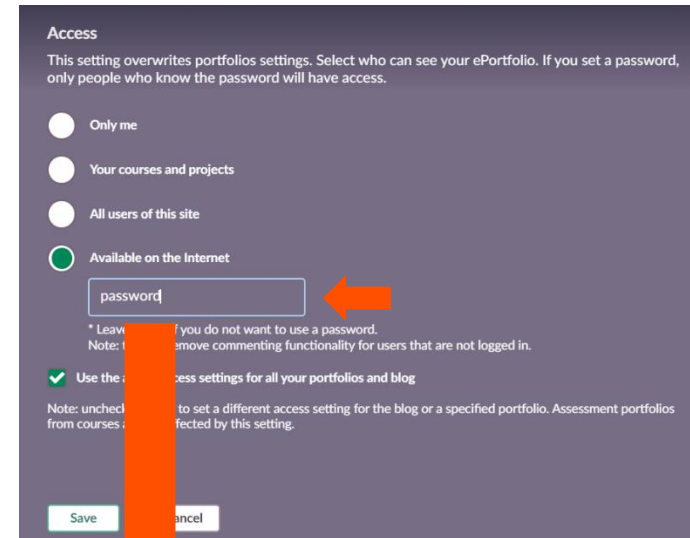 Access
This setting overwrites portfolios settings. Select who can see your ePortfolio. If you set a password,
only people who know the password will have access.
Only me
Your courses and projects
All users of this site
Available on the Internet
password
* Leav f you do not want to use a password.
Note: emove commenting functionality for users that are not logged in.
Use the cess settings for all your portfolios and blog
Note: uncheck to set a different access setting for the blog or a specified portfolio. Assessment portfolios
from courses fected by this setting.
Save ancel